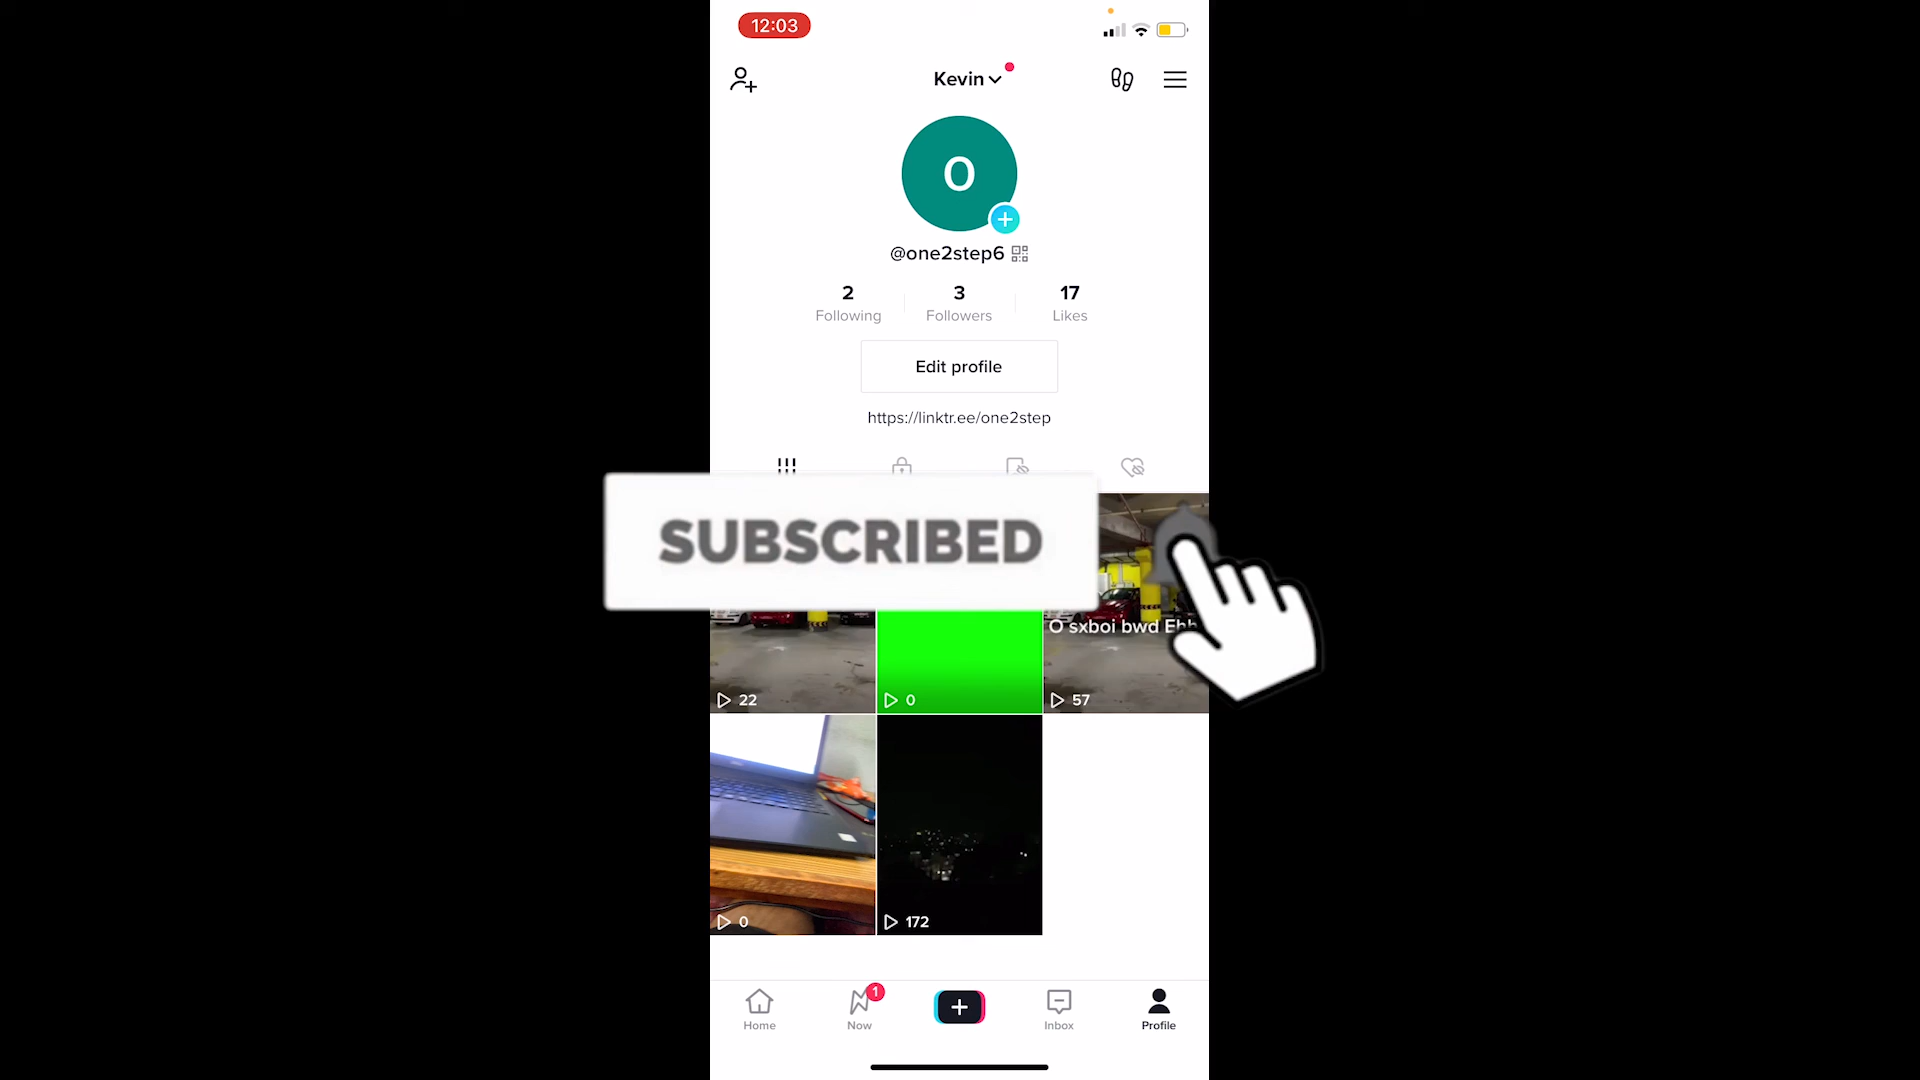 12:03
Kevin
O
@one2step6
2 3 17
Following Followers Likes
Edit profile
https://linktr.ee/one2step
SUBSCRIBED
O sxboi bwd Ehh
22 0 57
0 172
1
Home Now Inbox Profile